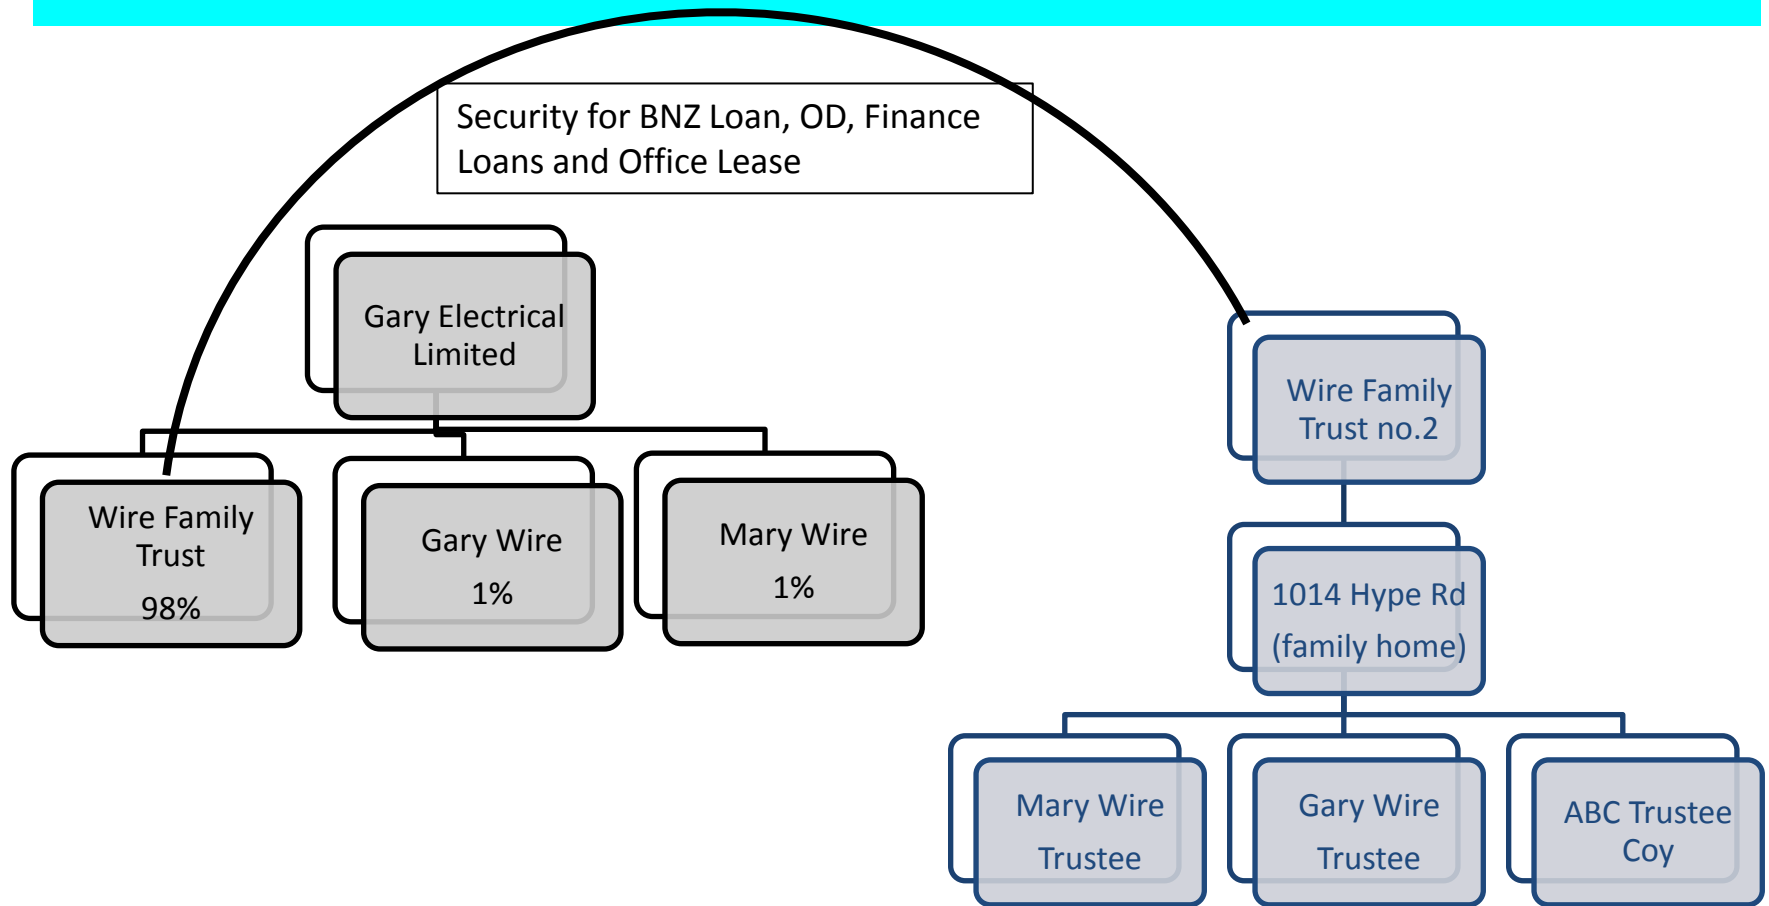 Security for BNZ Loan, OD, Finance
Loans and Office Lease
Gary Electrical
Limited
Wire Family
Trust
98%
Gary Wire
1%
Mary Wire
1%
Wire Family
Trust no.2
1014 Hype Rd
(family home)
Mary Wire
Trustee
Gary Wire
Trustee
ABC Trustee
Coy